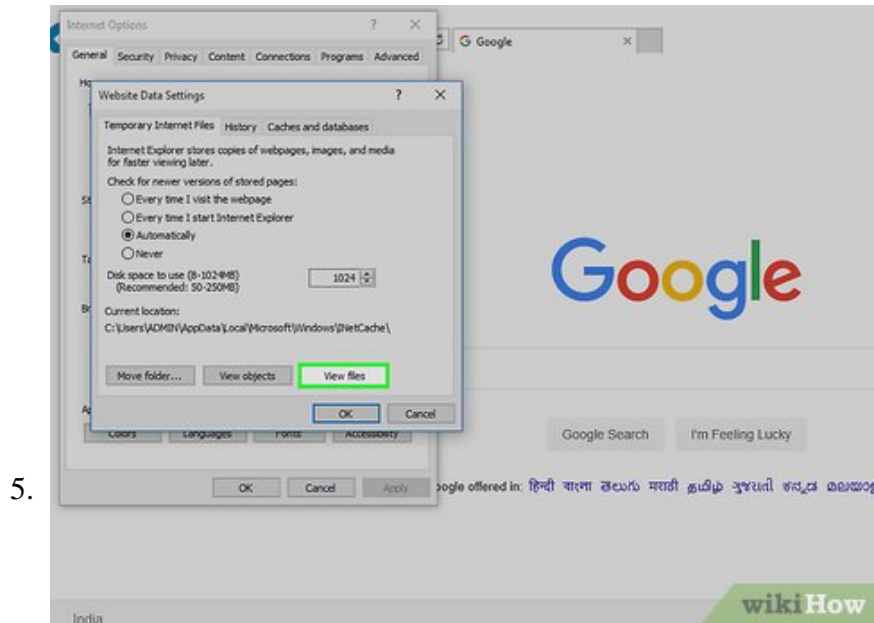 Internet Options ? ×
General Security Privacy Content Connections Programs Advanced
Google ×
Website Data Settings ? ×
Temporary Internet Files History Caches and databases
Internet Explorer stores copies of webpages, images, and media
for faster viewing later.
Check for newer versions of stored pages:
Every time I visit the webpage
Every time I start Internet Explorer
Automatically
Never
Disk space to use (8-1024MB) 1024
(Recommended: 50-250MB)
Current location:
C:\Users\ADMIN\AppData\Local\Microsoft\Windows\INetCache\
Move folder... View objects View files
OK Cancel
Colors Languages Fonts Accessibility
Google
Google Search I'm Feeling Lucky
5.
OK Cancel Apply
oogle offered in: हिन्दी বাংলা తెలుగు मराठी தமிழ் ગુજરાતી ಕನ್ನಡ
India
wikiHow